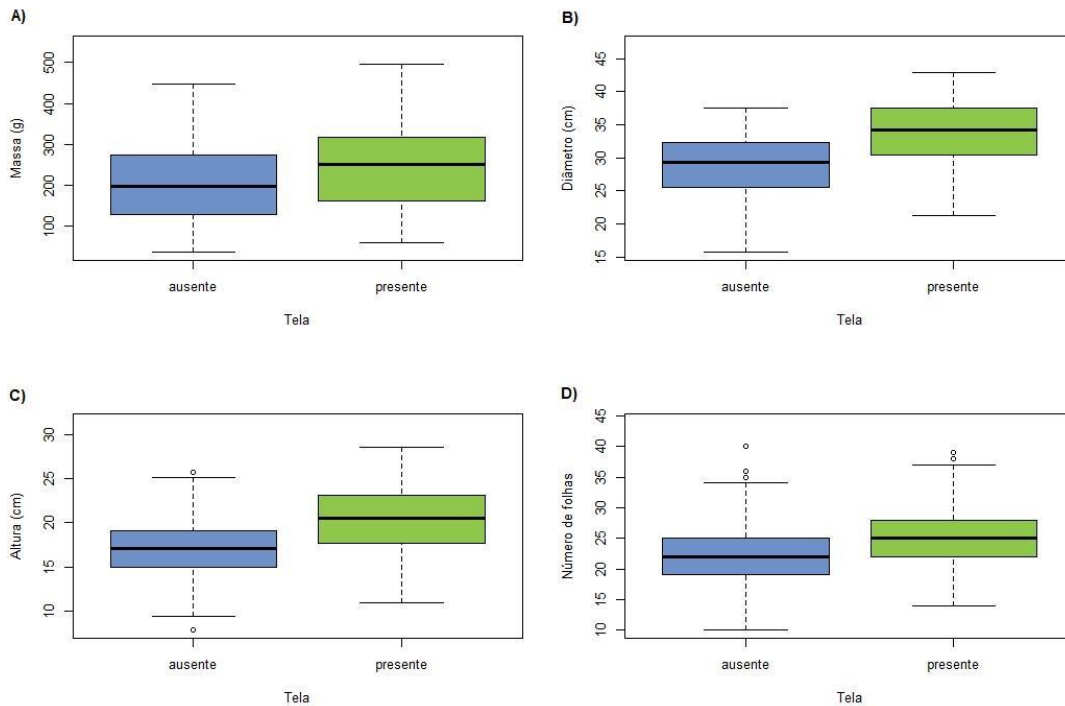 A)
Massa (g)
500
400
300
200
100
ausente
presente
Tela
B)
Diâmetro (cm)
45
40
35
30
25
20
15
ausente
presente
Tela
C)
Altura (cm)
30
25
20
15
10
ausente
presente
Tela
D)
Número de folhas
45
40
35
30
25
20
15
10
ausente
presente
Tela